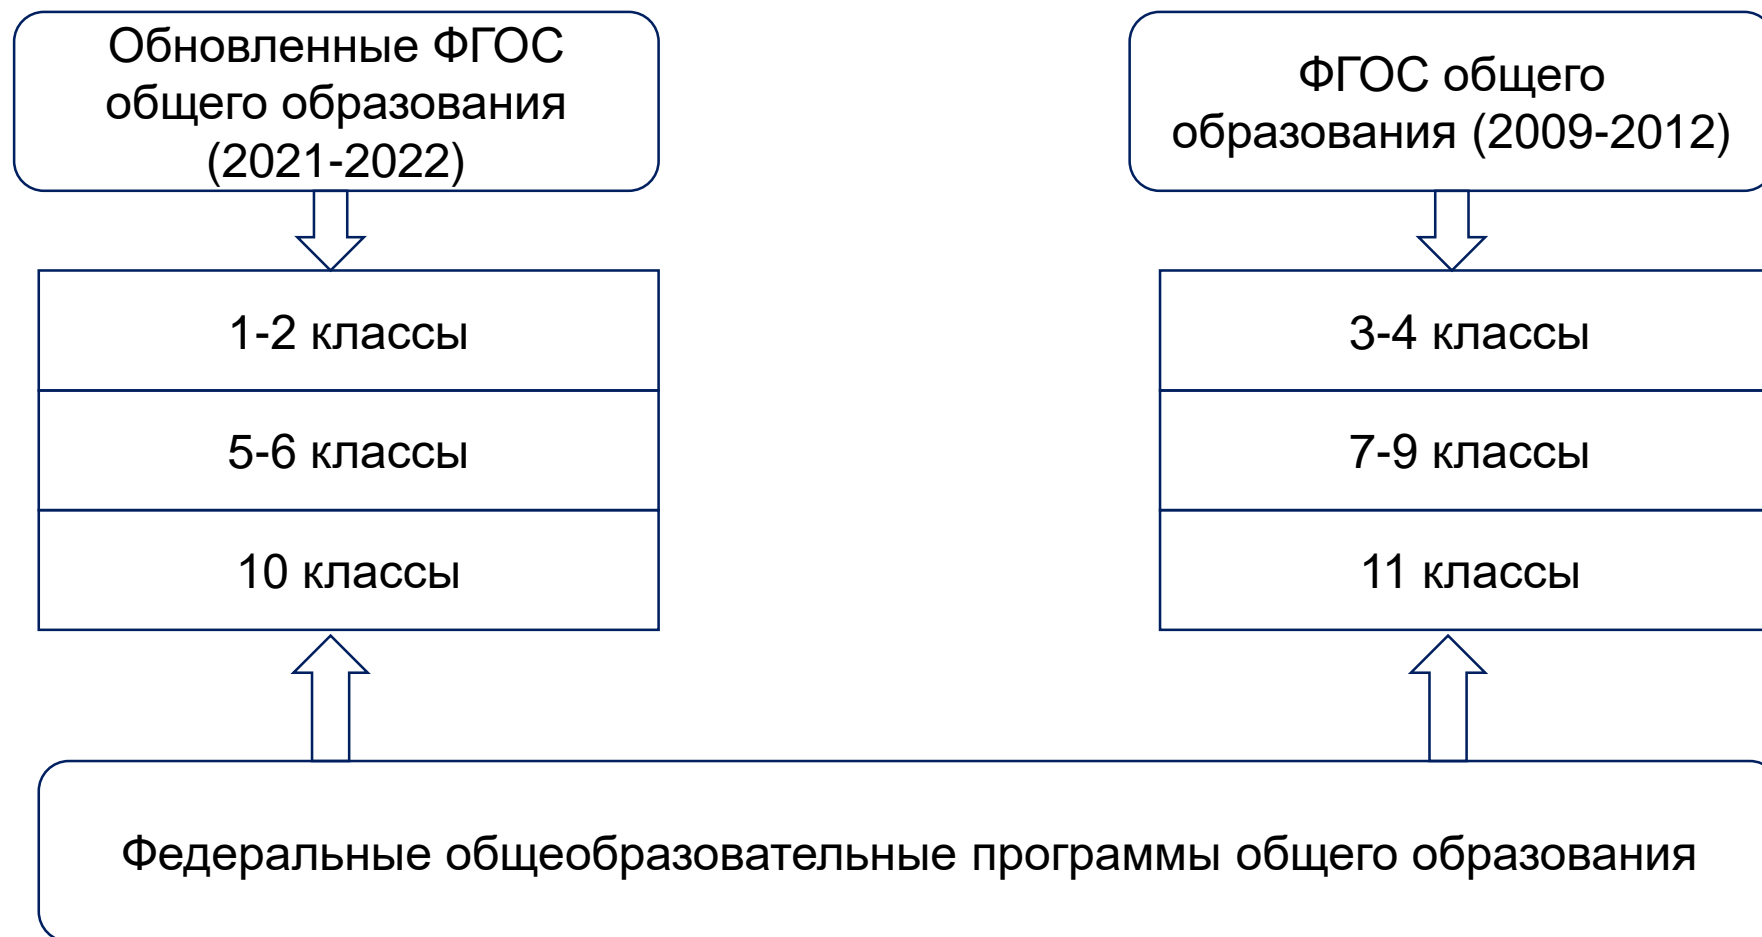 Обновленные ФГОС
общего образования
(2021-2022)
ФГОС общего
образования (2009-2012)
1-2 классы
5-6 классы
10 классы
3-4 классы
7-9 классы
11 классы
Федеральные общеобразовательные программы общего образования